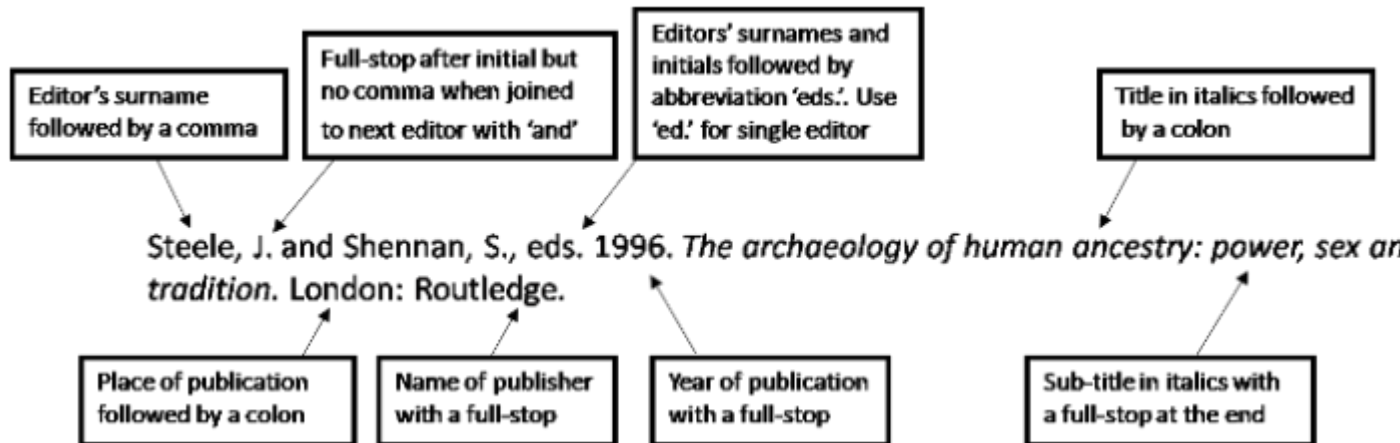 Editor's surname
followed by a comma
Full-stop after initial but
no comma when joined
to next editor with 'and'
Editors' surnames and
initials followed by
abbreviation 'eds.'. Use
'ed.' for single editor
Title in italics followed
by a colon
Steele, J. and Shennan, S., eds. 1996. The archaeology of human ancestry: power, sex an
tradition. London: Routledge.
Place of publication
followed by a colon
Name of publisher
with a full-stop
Year of publication
with a full-stop
Sub-title in italics with
a full-stop at the end